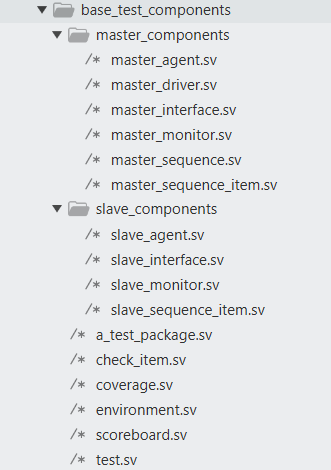 base_test_components
master_components
/* master_agent.sv
/* master_driver.sv
/* master_interface.sv
/* master_monitor.sv
/* master_sequence.sv
/* master_sequence_item.sv
slave_components
/* slave_agent.sv
/* slave_interface.sv
/* slave_monitor.sv
/* slave_sequence_item.sv
/* a_test_package.sv
/* check_item.sv
/* coverage.sv
/* environment.sv
/* scoreboard.sv
/* test.sv